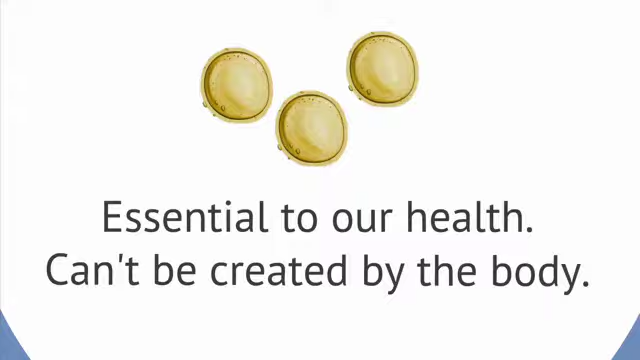 Essential to our health.
Can't be created by the body.